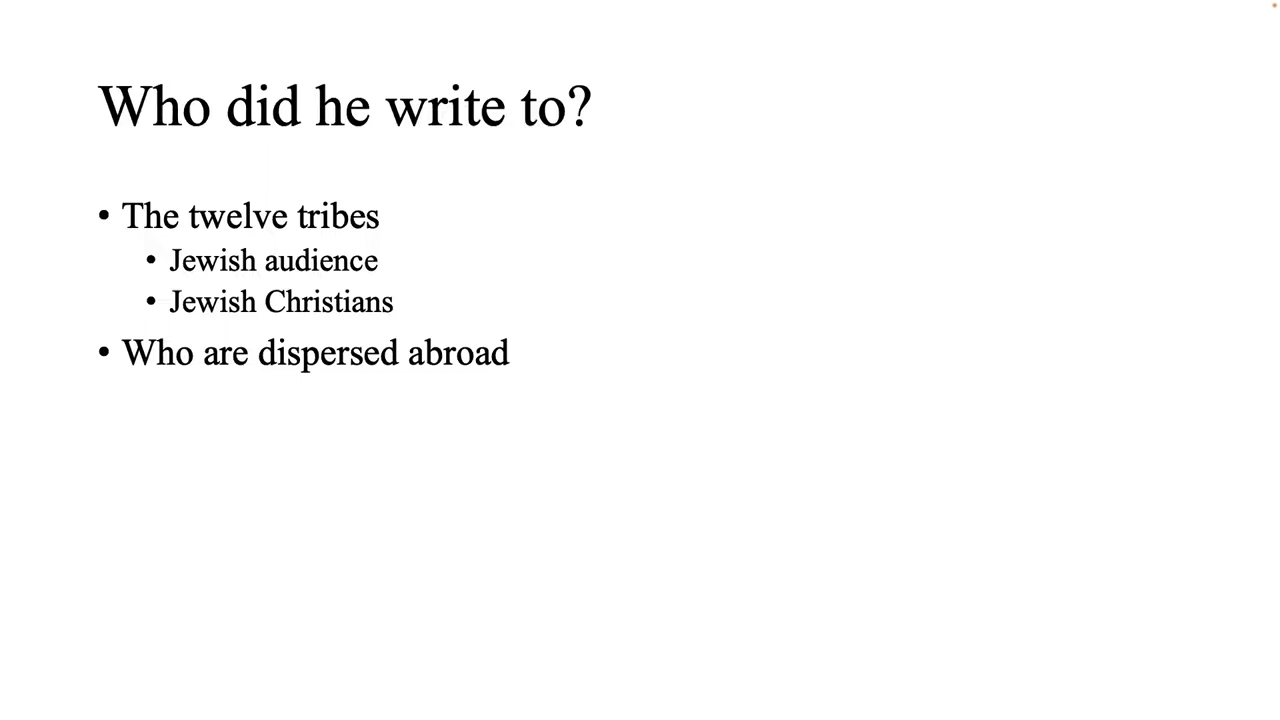 Who did he write to?
• The twelve tribes
• Jewish audience
• Jewish Christians
• Who are dispersed abroad